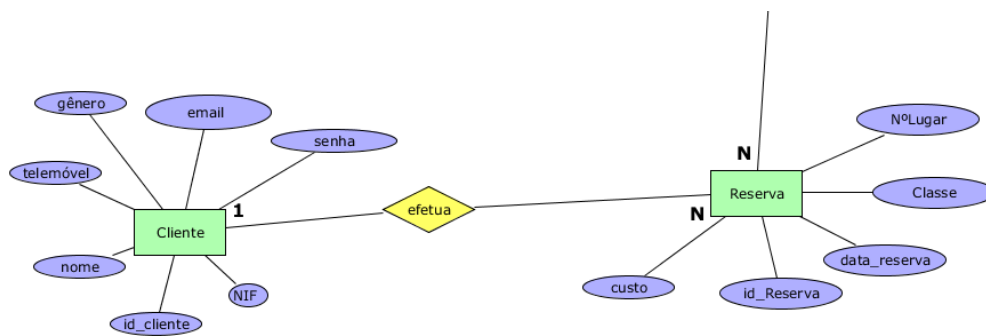 gênero
email
senha
NºLugar
telemóvel
N
Reserva
Classe
1
efetua
N
Cliente
nome
data_reserva
custo
id_Reserva
NIF
id_cliente